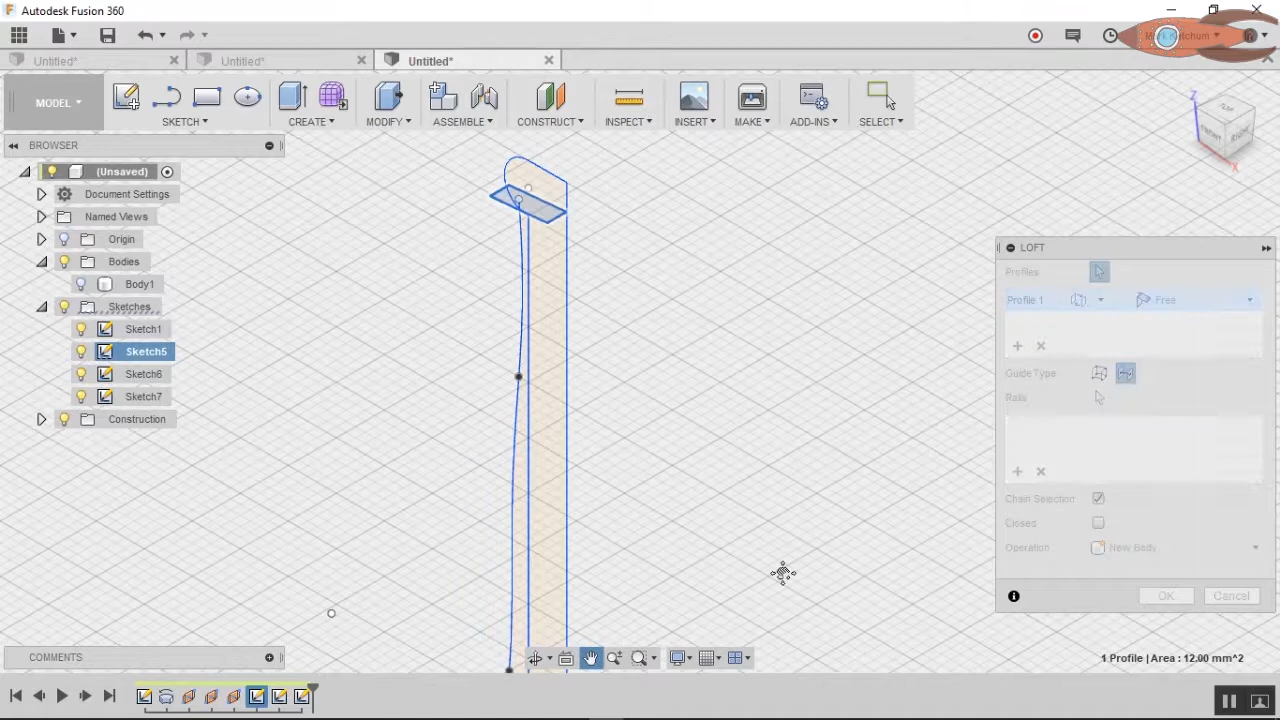 Autodesk Fusion 360
Untitled*
Untitled*
Untitled*
MODEL
SKETCH
CREATE
MODIFY
ASSEMBLE
CONSTRUCT
INSPECT
INSERT
MAKE
ADD-INS
SELECT
TOP
FRONT
RIGHT
Z
X
BROWSER
(Unsaved)
Document Settings
Named Views
Origin
Bodies
Body1
Sketches
Sketch1
Sketch5
Sketch6
Sketch7
Construction
LOFT
Profiles
Profile 1
Free
Guide Type
Rails
Chain Selection
Closed
Operation
New Body
OK
Cancel
COMMENTS
1 Profile | Area : 12.00 mm^2